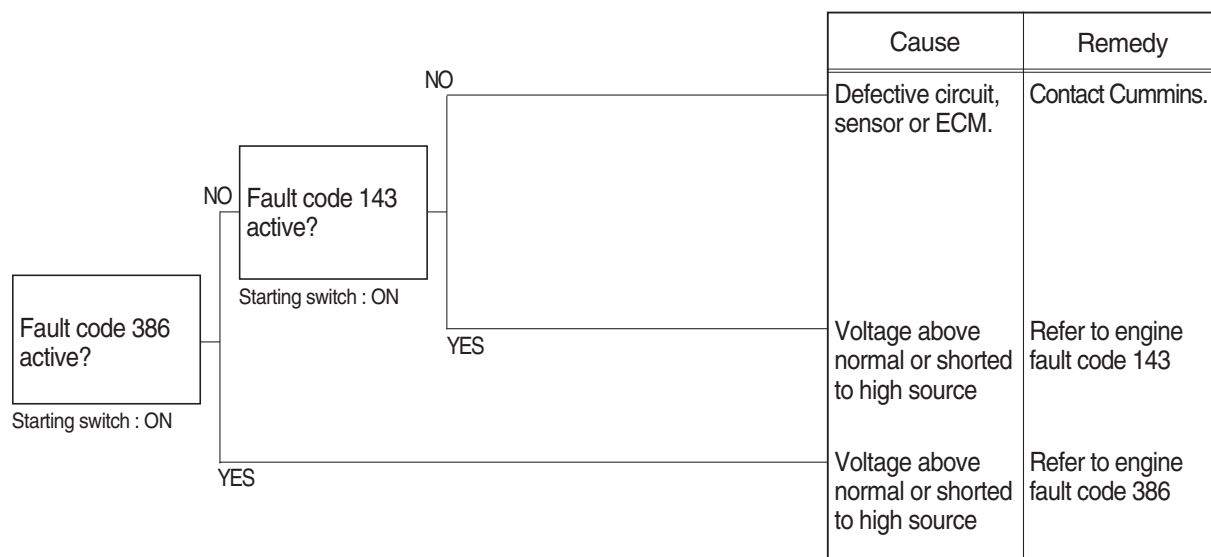 Cause
Remedy
NO
Defective circuit,
sensor or ECM.
Contact Cummins.
NO
Fault code 143
active?
Starting switch : ON
YES
Voltage above
normal or shorted
to high source
Refer to engine
fault code 143
Fault code 386
active?
Starting switch : ON
YES
Voltage above
normal or shorted
to high source
Refer to engine
fault code 386